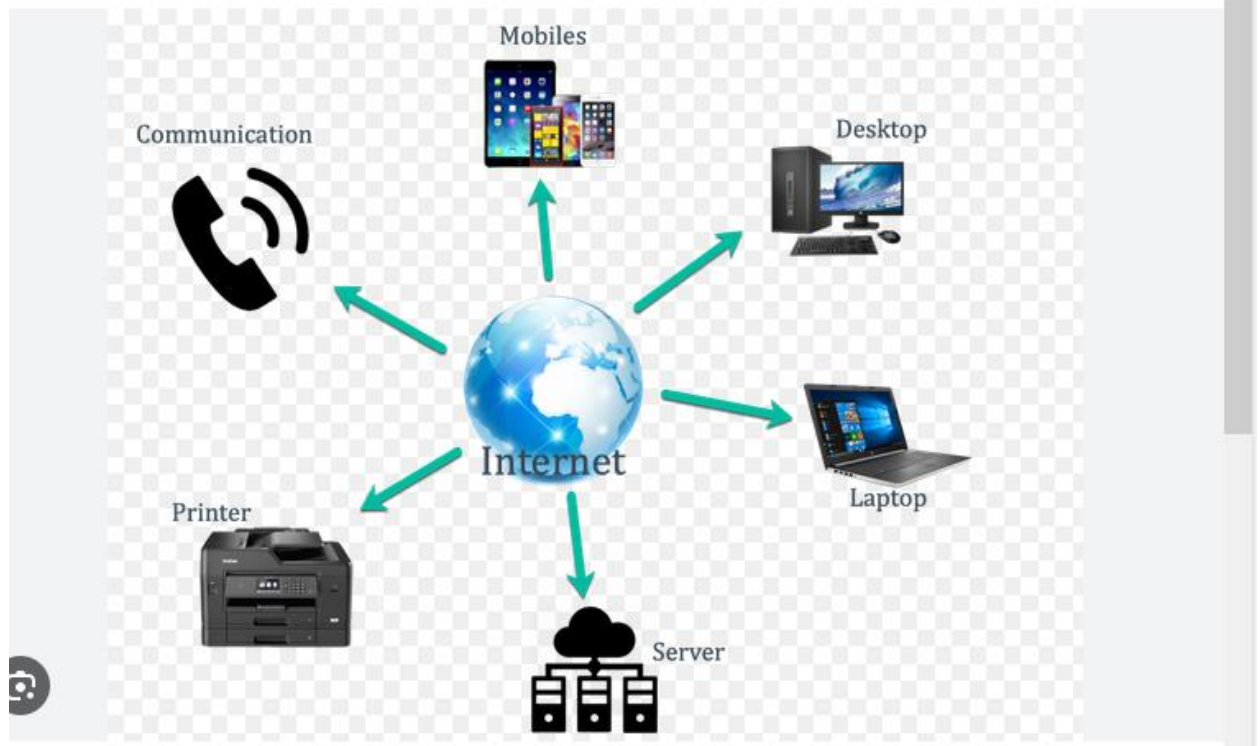 Mobiles
Communication
Desktop
Internet
Laptop
Printer
Server